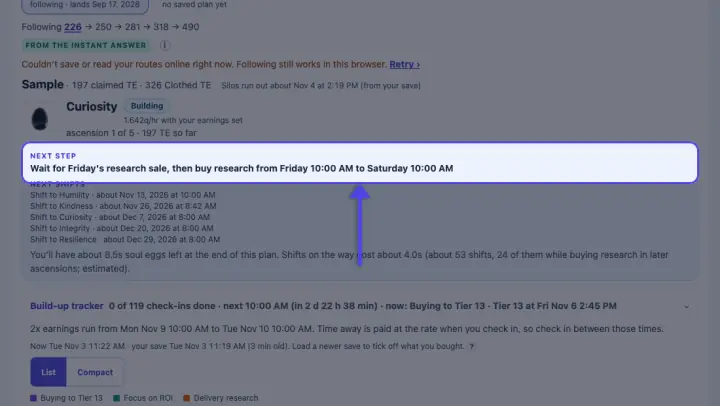 following · lands Sep 17, 2028 no saved plan yet
Following 226 → 250 → 281 → 318 → 490
FROM THE INSTANT ANSWER i
Couldn't save or read your routes online right now. Following still works in this browser. Retry ›
Sample · 197 claimed TE · 326 Clothed TE Silos run out about Nov 4 at 2:19 PM (from your save)
Curiosity Building
1.642q/hr with your earnings set
ascension 1 of 5 · 197 TE so far
NEXT STEP
Wait for Friday's research sale, then buy research from Friday 10:00 AM to Saturday 10:00 AM
NEXT SHIFTS
Shift to Humility · about Nov 13, 2026 at 10:00 AM
Shift to Kindness · about Nov 26, 2026 at 8:42 AM
Shift to Curiosity · about Dec 7, 2026 at 8:00 AM
Shift to Integrity · about Dec 20, 2026 at 8:00 AM
Shift to Resilience · about Dec 29, 2026 at 8:00 AM
You'll have about 8.5s soul eggs left at the end of this plan. Shifts on the way cost about 4.0s (about 53 shifts, 24 of them while buying research in later
ascensions; estimated).
Build-up tracker 0 of 119 check-ins done · next 10:00 AM (in 2 d 22 h 38 min) · now: Buying to Tier 13 · Tier 13 at Fri Nov 6 2:45 PM
2x earnings run from Mon Nov 9 10:00 AM to Tue Nov 10 10:00 AM. Time away is paid at the rate when you check in, so check in between those times.
Now Tue Nov 3 11:22 AM · your save Tue Nov 3 11:19 AM (3 min old). Load a newer save to tick off what you bought. ?
List Compact
Buying to Tier 13 Focus on ROI Delivery research